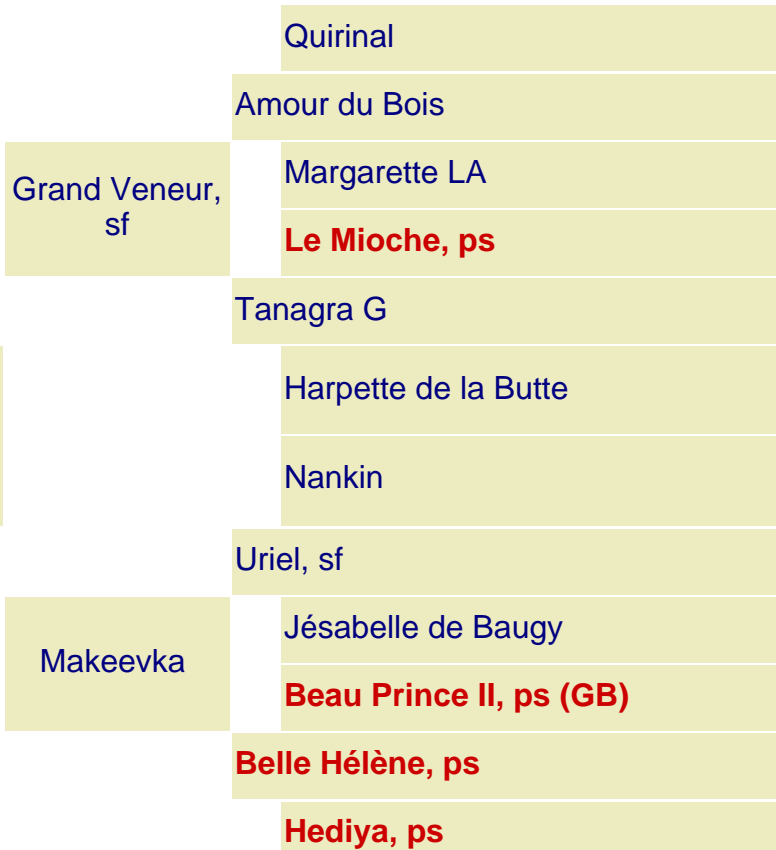 Quirinal
Amour du Bois
Grand Veneur,
sf
Margarette LA
Le Mioche, ps
Tanagra G
Harpette de la Butte
Nankin
Uriel, sf
Makeevka
Jésabelle de Baugy
Beau Prince II, ps (GB)
Belle Hélène, ps
Hediya, ps